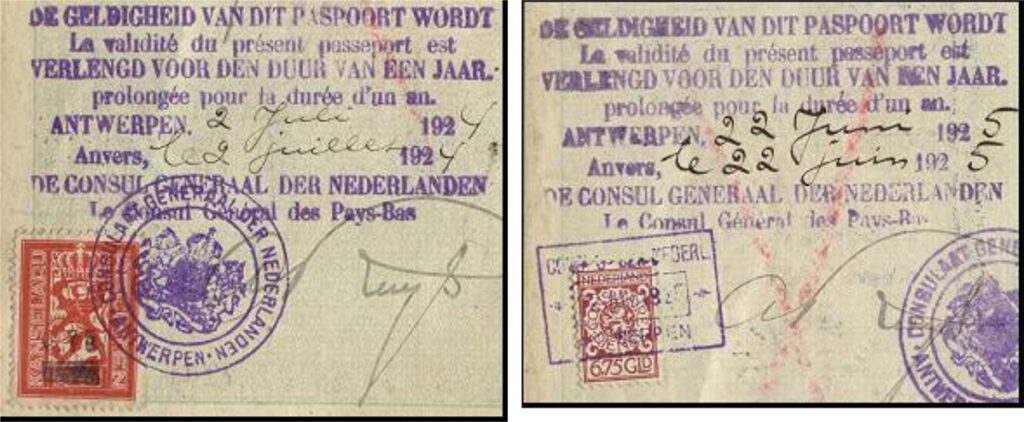 DE GELDIGHEID VAN DIT PASPOORT WORDT
La validité du présent passeport est
VERLENGD VOOR DEN DUUR VAN EEN JAAR.
prolongée pour la durée d'un an.
ANTWERPEN, 2 Juli 1924
Anvers, le 2 juillet 1924
DE CONSUL GENERAAL DER NEDERLANDEN
Le Consul Général des Pays-Bas
CONSULAAT GENERAAL DER NEDERLANDEN
ANTWERPEN
KANSELARIJ
DE GELDIGHEID VAN DIT PASPOORT WORDT
La validité du présent passeport est
VERLENGD VOOR DEN DUUR VAN EEN JAAR.
prolongée pour la durée d'un an.
ANTWERPEN, 22 Juni 1925
Anvers, le 22 juin 1925
DE CONSUL GENERAAL DER NEDERLANDEN
Le Consul Général des Pays-Bas
NEDERLAND
6.75 GLD
CONSULAAT GENE
ANTWE